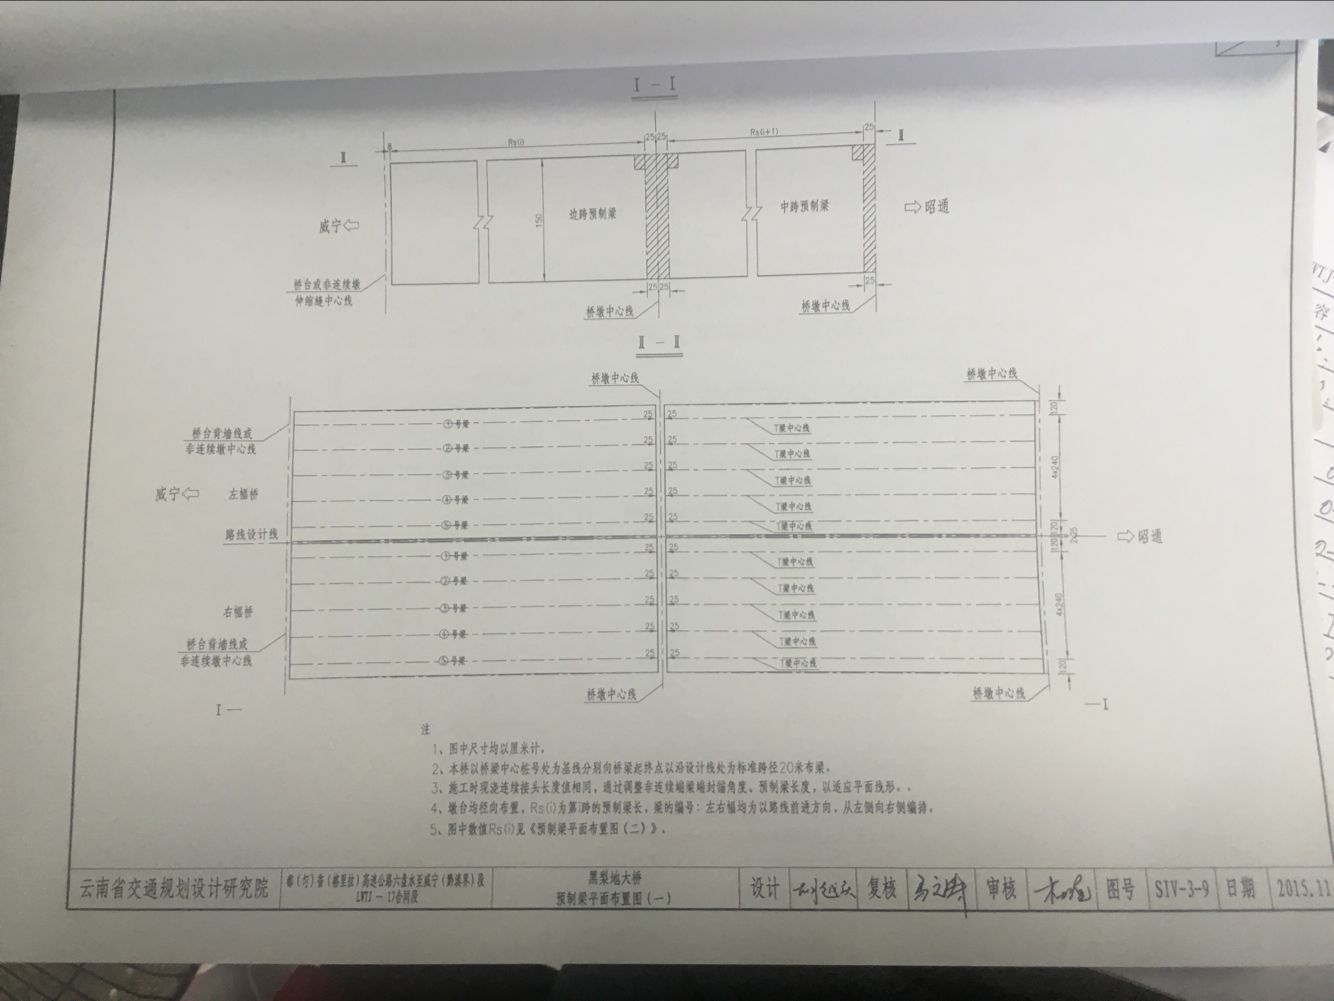 I - I
Rs(i)
25
25
Rs(i+1)
25
8
II
II
150
边跨预制梁
中跨预制梁
威宁
昭通
桥台或非连续墩
伸缩缝中心线
25
25
25
桥墩中心线
桥墩中心线
II - II
桥墩中心线
桥墩中心线
桥台背墙线或
非连续墩中心线
威宁
左幅桥
路线设计线
右幅桥
桥台背墙线或
非连续墩中心线
①号梁
25
25
T梁中心线
②号梁
25
25
T梁中心线
③号梁
25
25
T梁中心线
④号梁
25
25
T梁中心线
⑤号梁
25
25
T梁中心线
①号梁
25
25
T梁中心线
②号梁
25
25
T梁中心线
③号梁
25
25
T梁中心线
④号梁
25
25
T梁中心线
⑤号梁
25
25
T梁中心线
120
4x240
120
120
4x240
120
昭通
桥墩中心线
桥墩中心线
I
I
注
1、图中尺寸均以厘米计。
2、本桥以桥梁中心桩号处为基线分别向桥梁起终点以沿设计线处为标准跨径20米布梁。
3、施工时现浇连续接头长度值相同，通过调整非连续端梁端封锚角度、预制梁长度，以适应平面线形。
4、墩台均径向布置，Rs(i)为第i跨的预制梁长，梁的编号：左右幅均为以路线前进方向，从左侧向右侧编排。
5、图中数值Rs(i)见《预制梁平面布置图（二）》。
云南省交通规划设计研究院
都（匀）香（格里拉）高速公路六盘水至威宁（黔滇界）段
LWTJ - 17合同段
黑梨地大桥
预制梁平面布置图（一）
设计
复核
审核
图号
SIV-3-9
日期
2015.11